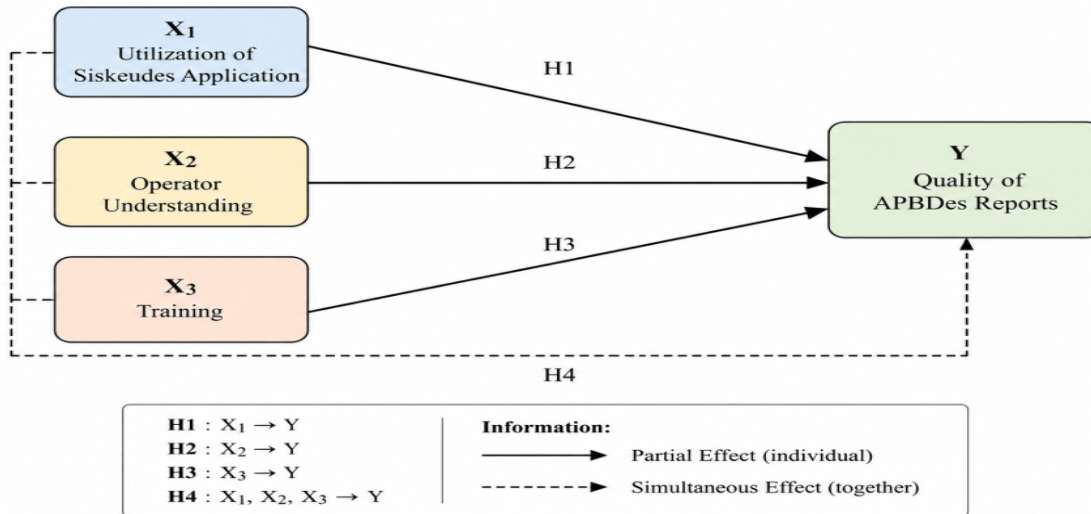 X₁
Utilization of
Siskeudes Application
H1
X₂
Operator
Understanding
H2
Y
Quality of
APBDes Reports
H3
X₃
Training
H4
H1 : X₁ → Y
H2 : X₂ → Y
H3 : X₃ → Y
H4 : X₁, X₂, X₃ → Y
Information:
Partial Effect (individual)
Simultaneous Effect (together)